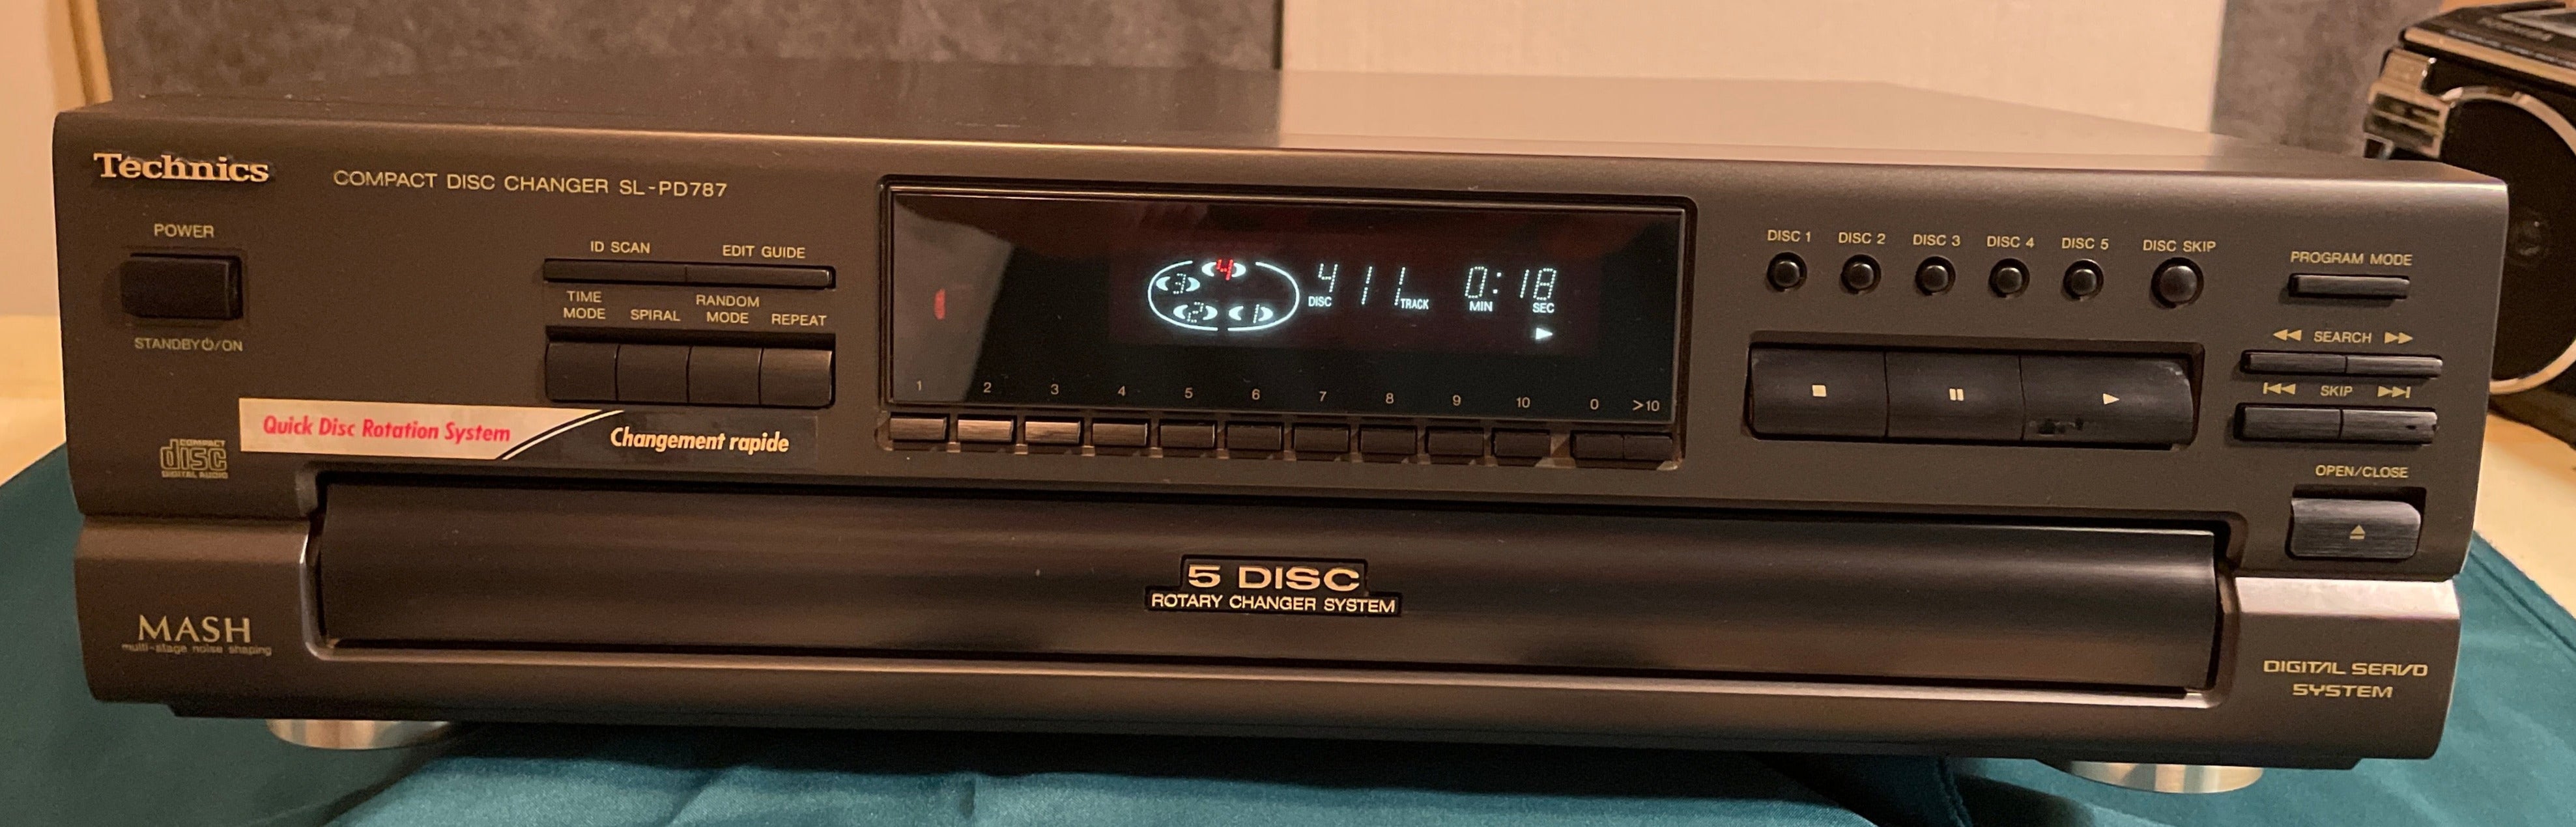 Technics
COMPACT DISC CHANGER SL-PD787
POWER
STANDBY⏻/ON
ID SCAN
EDIT GUIDE
TIME MODE
SPIRAL
RANDOM MODE
REPEAT
Quick Disc Rotation System
Changement rapide
COMPACT
disc
DIGITAL AUDIO
4
3
2
1
4 DISC
11 TRACK
0:18
MIN SEC
1 2 3 4 5 6 7 8 9 10 0 >10
DISC 1
DISC 2
DISC 3
DISC 4
DISC 5
DISC SKIP
PROGRAM MODE
SEARCH
SKIP
OPEN/CLOSE
5 DISC
ROTARY CHANGER SYSTEM
MASH
multi-stage noise shaping
DIGITAL SERVO
SYSTEM